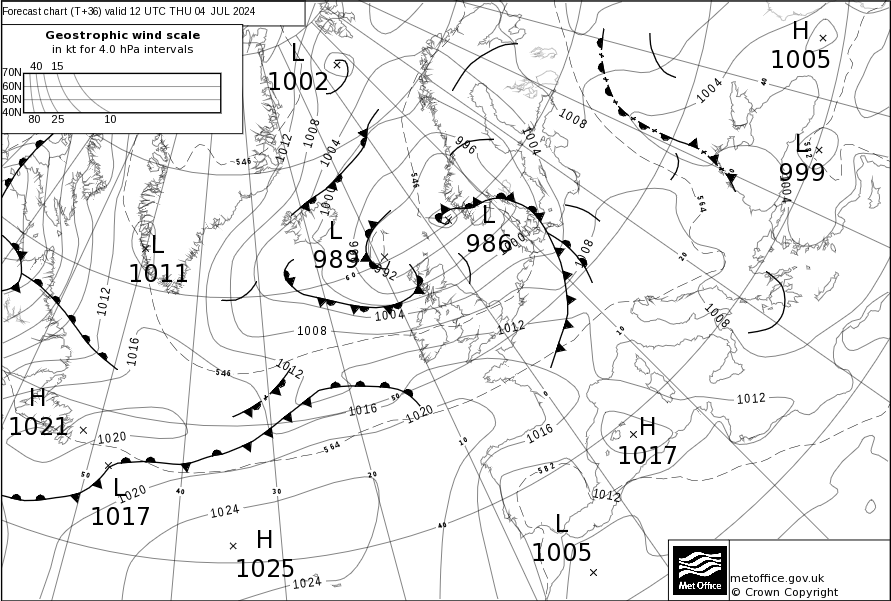 Forecast chart (T+36) valid 12 UTC THU 04 JUL 2024
Geostrophic wind scale
in kt for 4.0 hPa intervals
40 15
70N
60N
50N
40N
80 25 10
L
1002
H
1005
1004
1008
1012
1008
1004
996
1004
546
546
L
999
582
1004
564
1000
L
989
996
992
60
L
986
1000
1008
L
1011
20
1012
1004
1008
1012
1008
10
1016
546
1012
H
1021
1016
50
1020
0
1012
1020
564
10
1016
H
1017
50
L
1017
1020
40
30
20
582
1012
1024
40
L
1005
H
1025
1024
Met Office
metoffice.gov.uk
© Crown Copyright
40